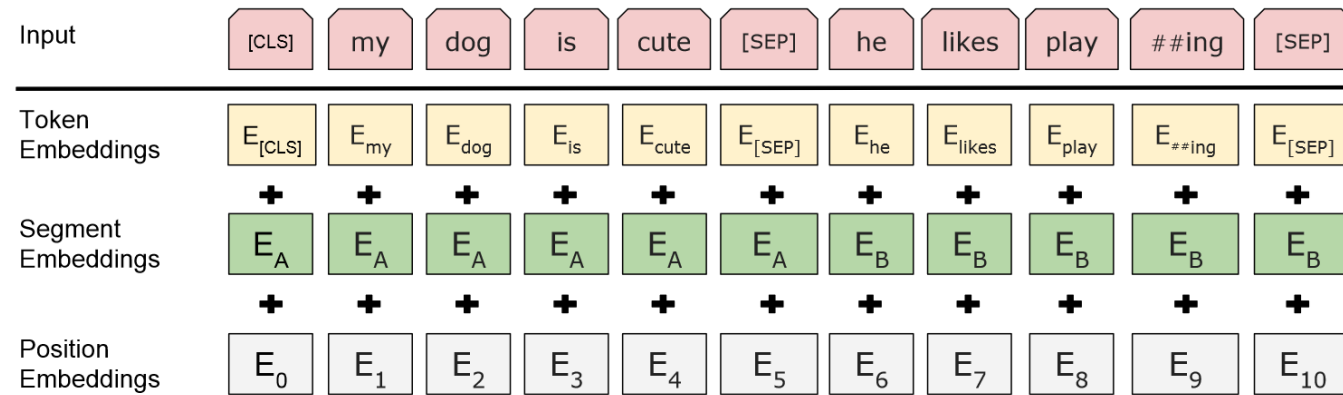 Input [CLS] my dog is cute [SEP] he likes play ##ing [SEP]
Token
Embeddings E[CLS] Emy Edog Eis Ecute E[SEP] Ehe Elikes Eplay E##ing E[SEP]
+ + + + + + + + + + +
Segment
Embeddings EA EA EA EA EA EA EB EB EB EB EB
+ + + + + + + + + + +
Position
Embeddings E0 E1 E2 E3 E4 E5 E6 E7 E8 E9 E10